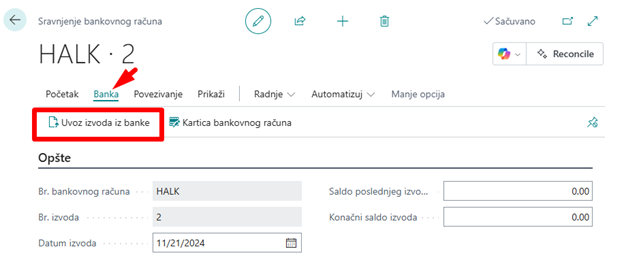 Sravnjenje bankovnog računa
Sačuvano
HALK · 2
Reconcile
Početak Banka Povezivanje Prikaži Radnje Automatizuj Manje opcija
Uvoz izvoda iz banke Kartica bankovnog računa
Opšte
Br. bankovnog računa HALK Saldo poslednjeg izvo... 0.00
Br. izvoda 2 Konačni saldo izvoda 0.00
Datum izvoda 11/21/2024